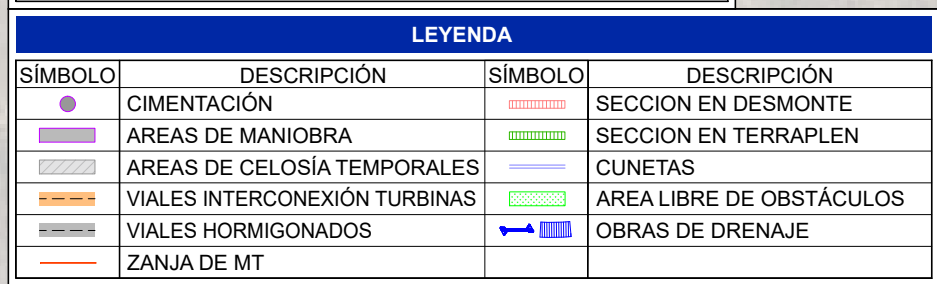 LEYENDA
SÍMBOLO DESCRIPCIÓN SÍMBOLO DESCRIPCIÓN
CIMENTACIÓN SECCION EN DESMONTE
AREAS DE MANIOBRA SECCION EN TERRAPLEN
AREAS DE CELOSÍA TEMPORALES CUNETAS
VIALES INTERCONEXIÓN TURBINAS AREA LIBRE DE OBSTÁCULOS
VIALES HORMIGONADOS OBRAS DE DRENAJE
ZANJA DE MT